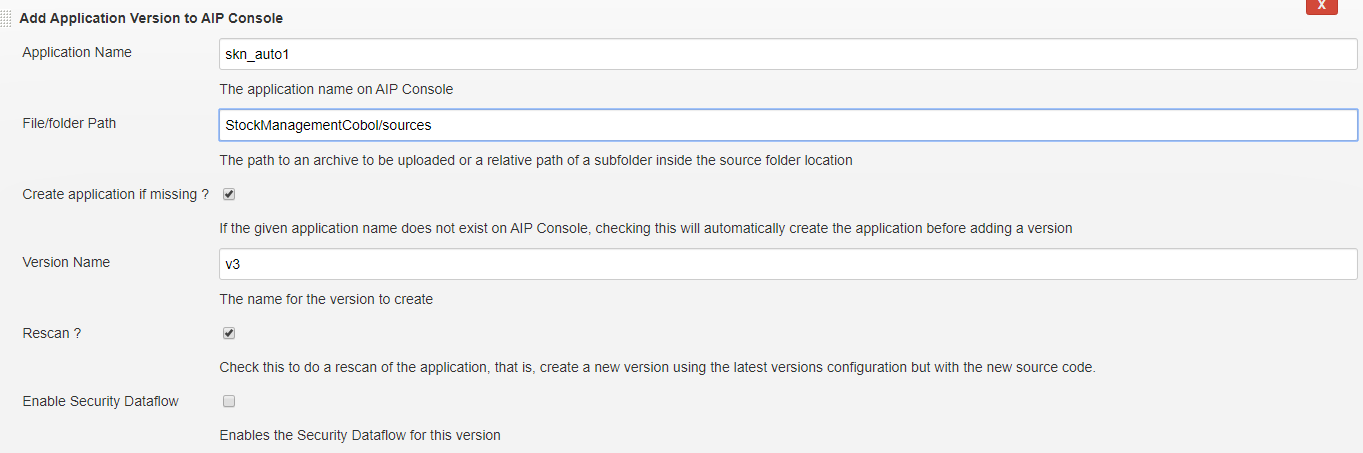 Add Application Version to AIP Console
X
Application Name
skn_auto1
The application name on AIP Console
File/folder Path
StockManagementCobol/sources
The path to an archive to be uploaded or a relative path of a subfolder inside the source folder location
Create application if missing ?
If the given application name does not exist on AIP Console, checking this will automatically create the application before adding a version
Version Name
v3
The name for the version to create
Rescan ?
Check this to do a rescan of the application, that is, create a new version using the latest versions configuration but with the new source code.
Enable Security Dataflow
Enables the Security Dataflow for this version